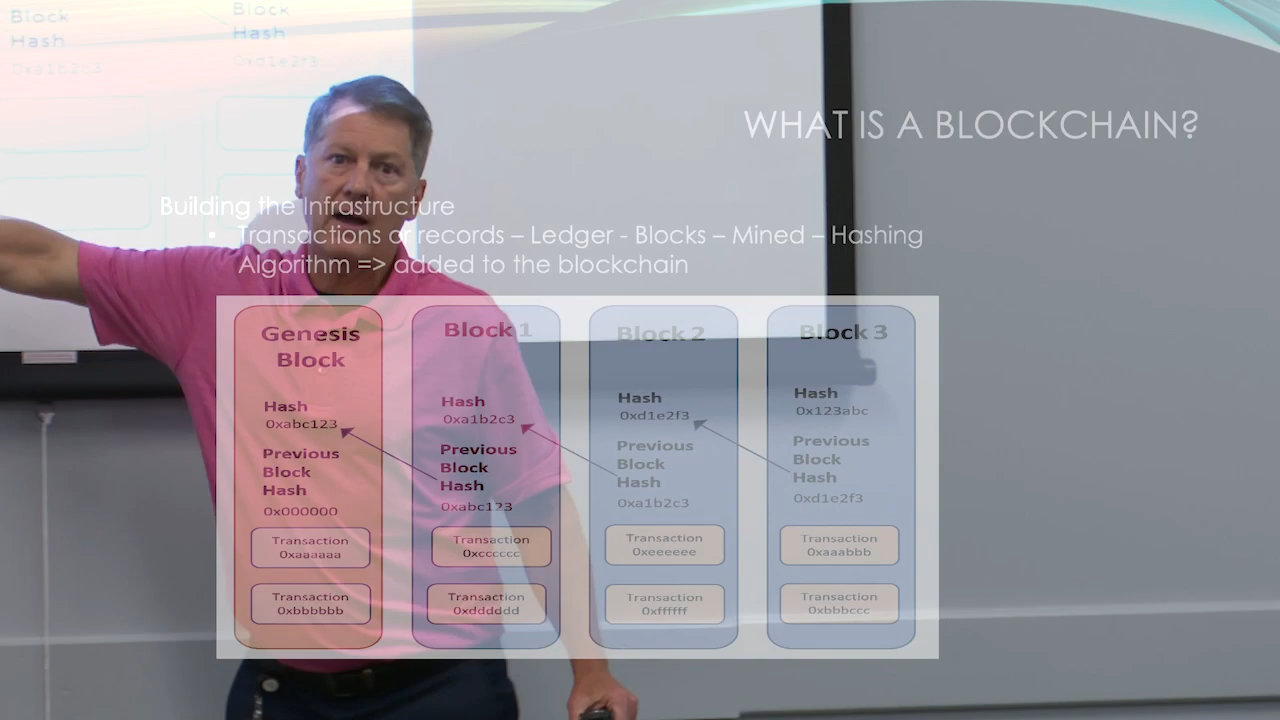 Block
Hash
0xa1b2c3
Block
Hash
0xd1e2f3
WHAT IS A BLOCKCHAIN?
Building the Infrastructure
• Transactions or records – Ledger - Blocks – Mined – Hashing
Algorithm => added to the blockchain
Genesis
Block
Hash
0xabc123
Previous
Block
Hash
0x000000
Transaction
0xaaaaaa
Transaction
0xbbbbbb
Block 1
Hash
0xa1b2c3
Previous
Block
Hash
0xabc123
Transaction
0xcccccc
Transaction
0xdddddd
Block 2
Hash
0xd1e2f3
Previous
Block
Hash
0xa1b2c3
Transaction
0xeeeeee
Transaction
0xffffff
Block 3
Hash
0x123abc
Previous
Block
Hash
0xd1e2f3
Transaction
0xaaabbb
Transaction
0xbbbccc